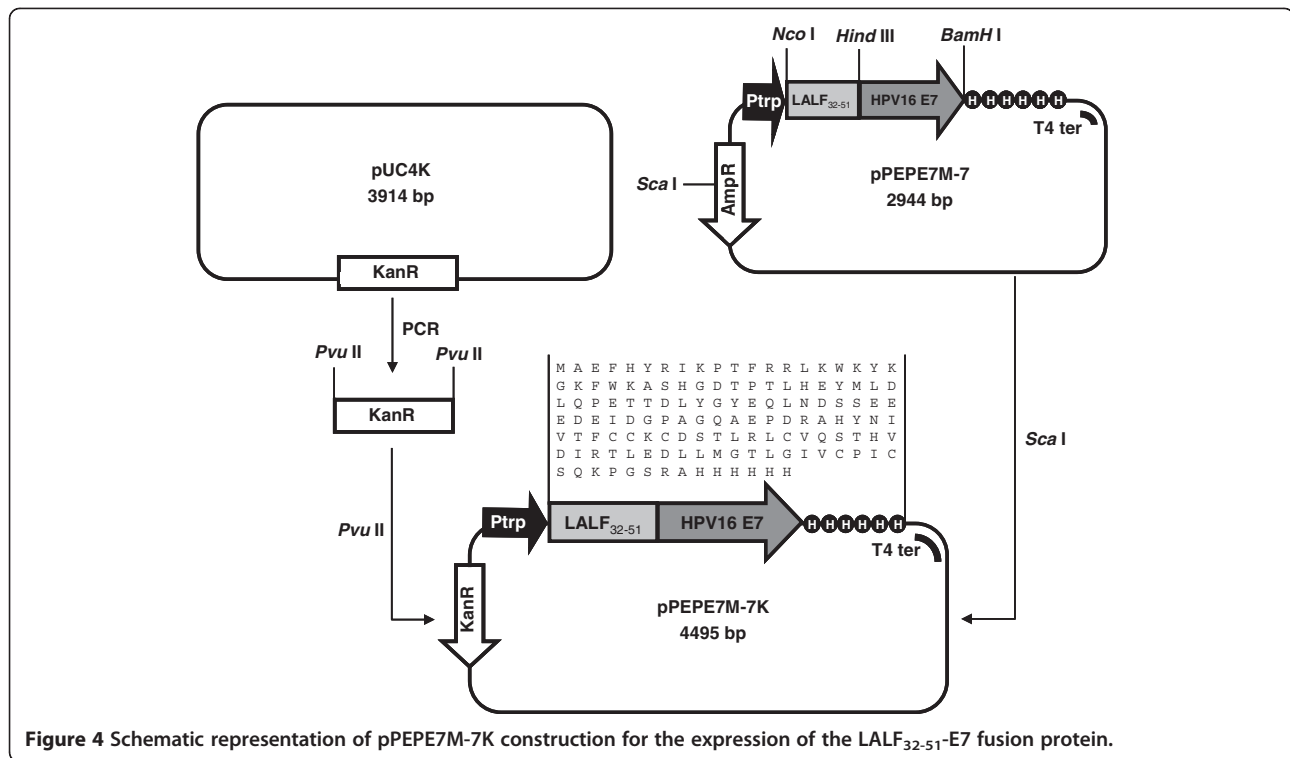 Nco I Hind III BamH I
Ptrp LALF32-51 HPV16 E7 H H H H H H
T4 ter
pUC4K
3914 bp
pPEPE7M-7
2944 bp
Sca I
AmpR
KanR
PCR
Pvu II Pvu II
KanR
M A E F H Y R I K P T F R R L K W K Y K
G K F W K A S H G D T P T L H E Y M L D
L Q P E T T D L Y G Y E Q L N D S S E E
E D E I D G P A G Q A E P D R A H Y N I
V T F C C K C D S T L R L C V Q S T H V
D I R T L E D L L M G T L G I V C P I C
S Q K P G S R A H H H H H H
Sca I
Pvu II
Ptrp LALF32-51 HPV16 E7 H H H H H H
T4 ter
KanR
pPEPE7M-7K
4495 bp
Figure 4 Schematic representation of pPEPE7M-7K construction for the expression of the LALF32-51-E7 fusion protein.